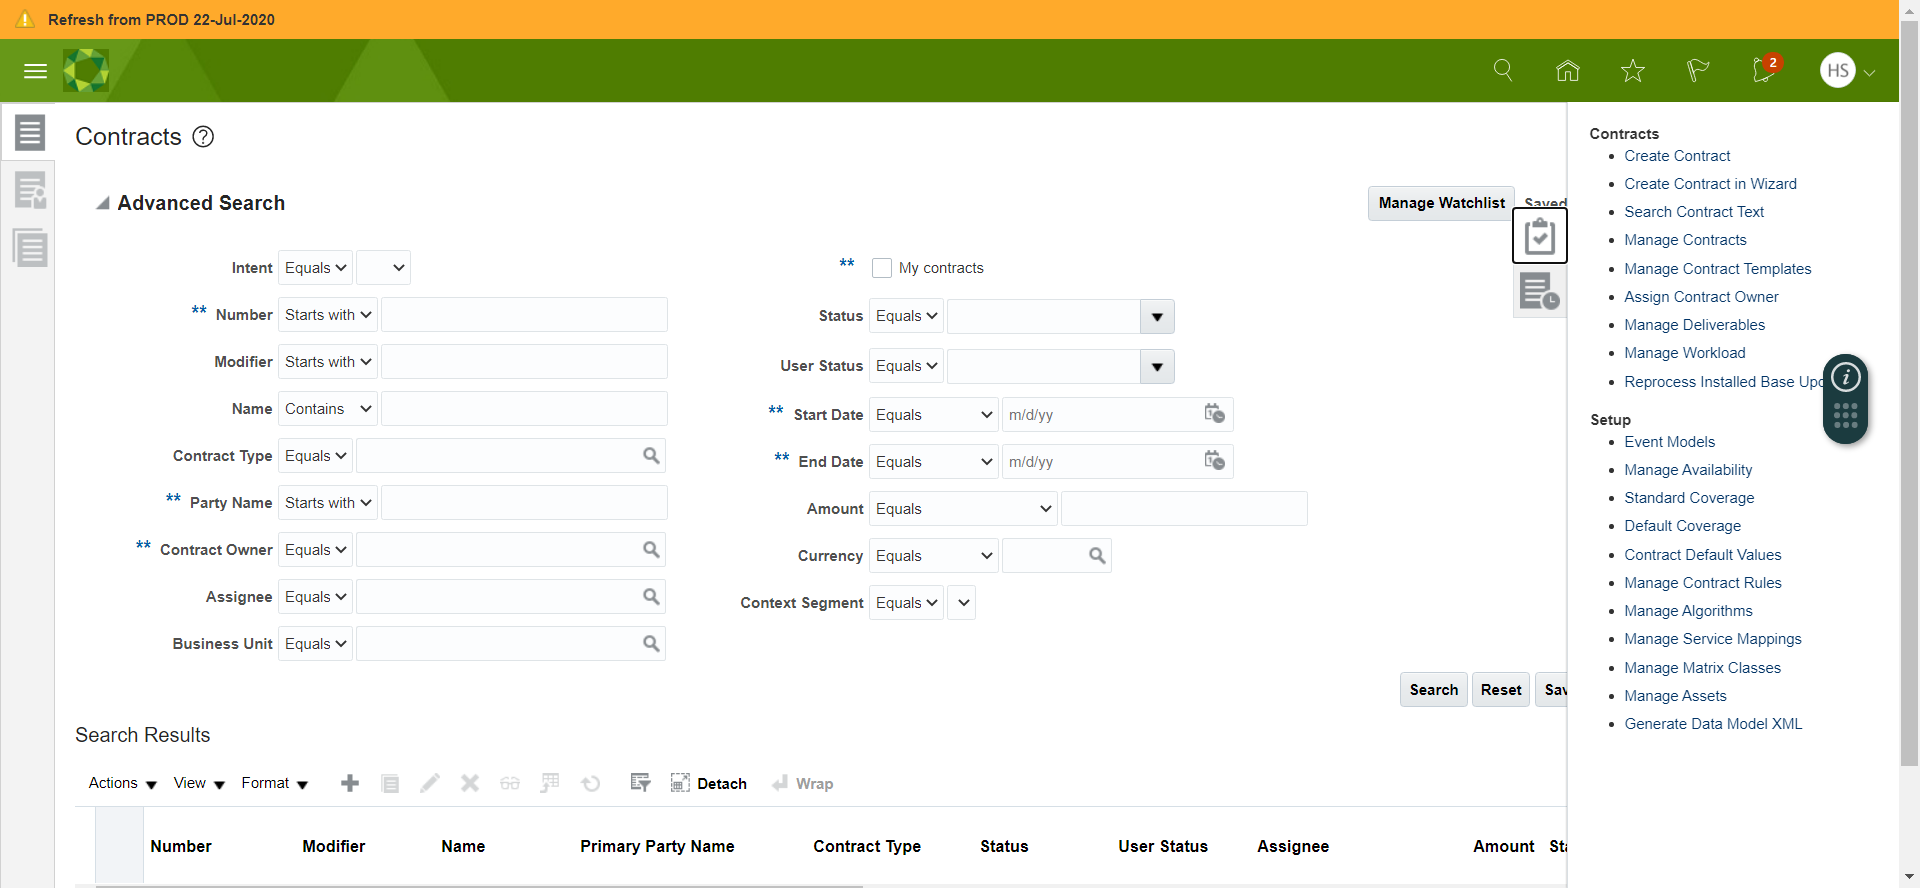 Refresh from PROD 22-Jul-2020
2
HS
Contracts
Advanced Search
Manage Watchlist
Saved
Intent Equals
** My contracts
** Number Starts with
Status Equals
Modifier Starts with
User Status Equals
Name Contains
** Start Date Equals m/d/yy
Contract Type Equals
** End Date Equals m/d/yy
** Party Name Starts with
Amount Equals
** Contract Owner Equals
Currency Equals
Assignee Equals
Context Segment Equals
Business Unit Equals
Search Reset Sav
Search Results
Actions View Format Detach Wrap
Number Modifier Name Primary Party Name Contract Type Status User Status Assignee Amount Sta
Contracts
Create Contract
Create Contract in Wizard
Search Contract Text
Manage Contracts
Manage Contract Templates
Assign Contract Owner
Manage Deliverables
Manage Workload
Reprocess Installed Base Upd
Setup
Event Models
Manage Availability
Standard Coverage
Default Coverage
Contract Default Values
Manage Contract Rules
Manage Algorithms
Manage Service Mappings
Manage Matrix Classes
Manage Assets
Generate Data Model XML